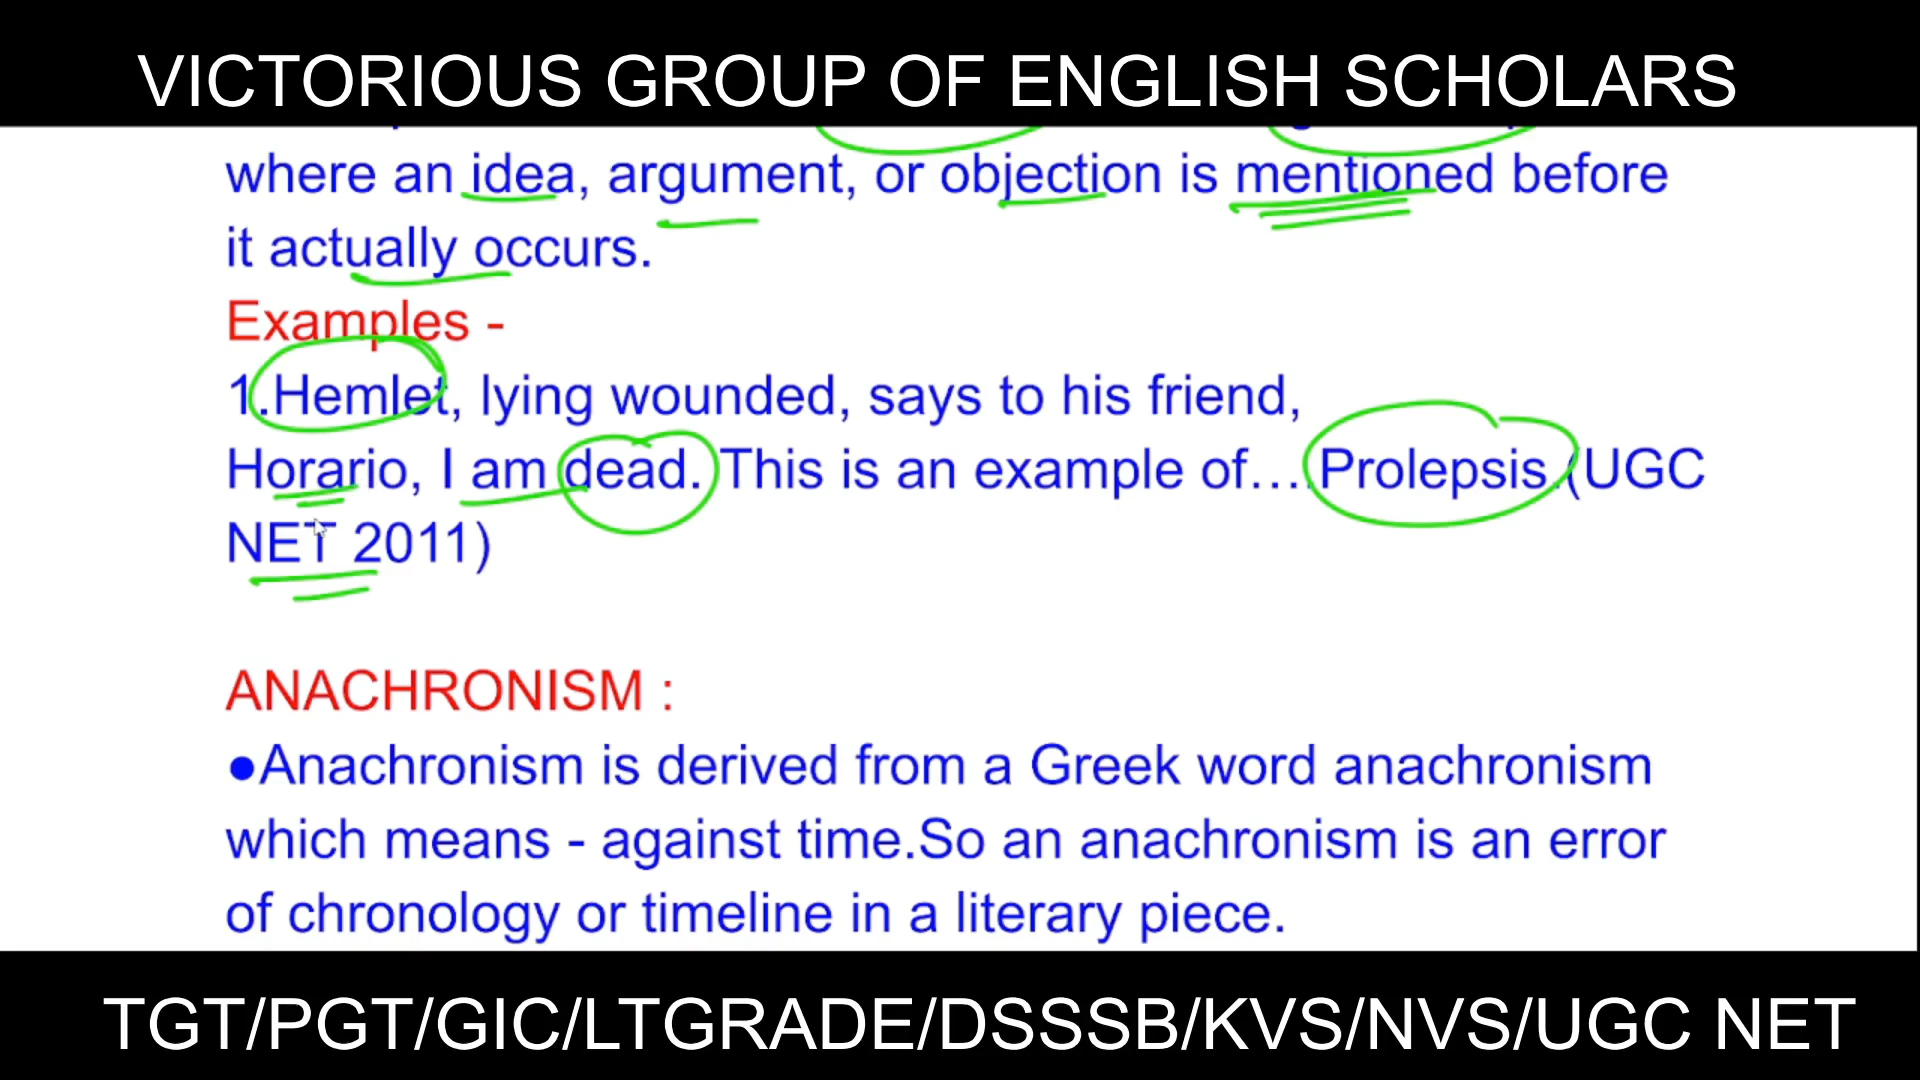 VICTORIOUS GROUP OF ENGLISH SCHOLARS
where an idea, argument, or objection is mentioned before
it actually occurs.
Examples -
1.Hemlet, lying wounded, says to his friend,
Horario, I am dead. This is an example of….Prolepsis.(UGC
NET 2011)
ANACHRONISM :
●Anachronism is derived from a Greek word anachronism
which means - against time.So an anachronism is an error
of chronology or timeline in a literary piece.
TGT/PGT/GIC/LTGRADE/DSSSB/KVS/NVS/UGC NET